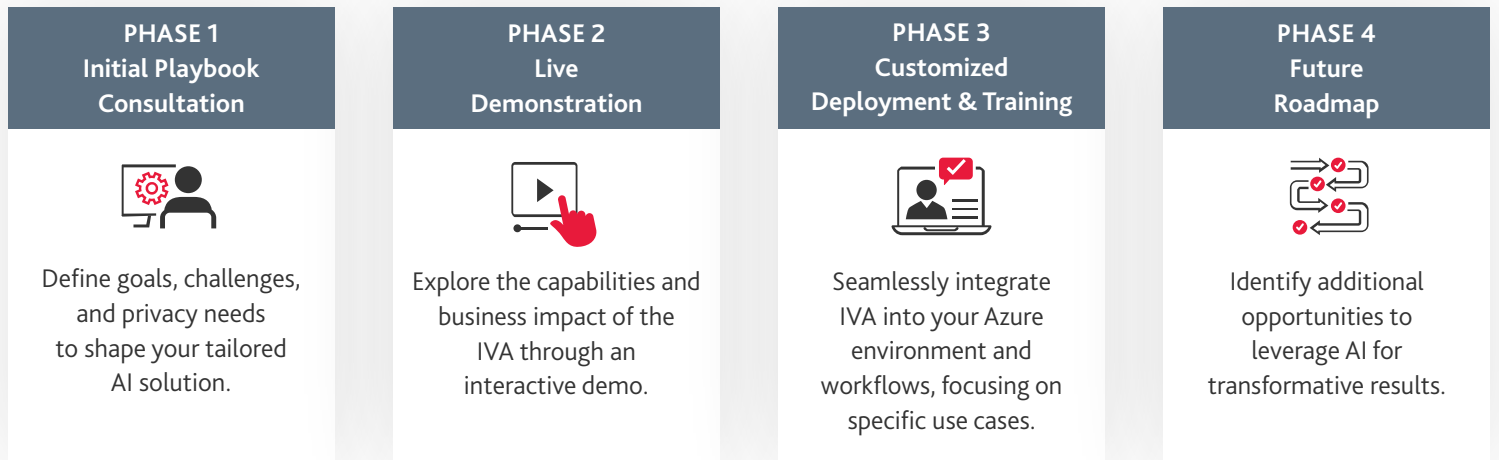 PHASE 1
Initial Playbook
Consultation
Define goals, challenges,
and privacy needs
to shape your tailored
AI solution.
PHASE 2
Live
Demonstration
Explore the capabilities and
business impact of the
IVA through an
interactive demo.
PHASE 3
Customized
Deployment & Training
Seamlessly integrate
IVA into your Azure
environment and
workflows, focusing on
specific use cases.
PHASE 4
Future
Roadmap
Identify additional
opportunities to
leverage AI for
transformative results.